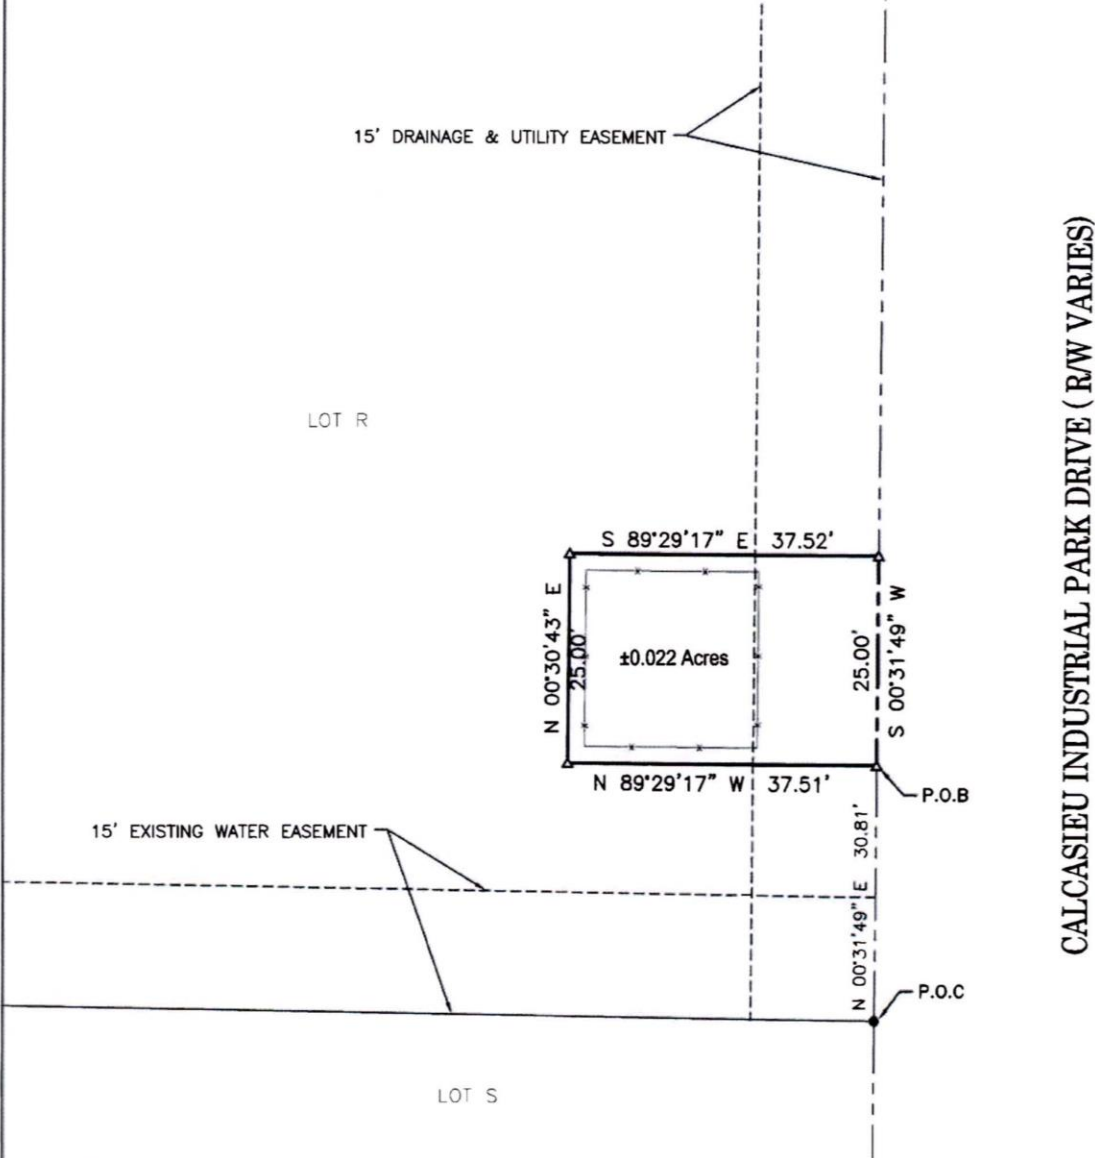 15' DRAINAGE & UTILITY EASEMENT
CALCASIEU INDUSTRIAL PARK DRIVE ( R/W VARIES)
LOT R
S 89°29'17" E 37.52'
N 00°30'43" E
25.00'
±0.022 Acres
25.00'
S 00°31'49" W
N 89°29'17" W 37.51'
P.O.B
15' EXISTING WATER EASEMENT
N 00°31'49" E 30.81'
P.O.C
LOT S